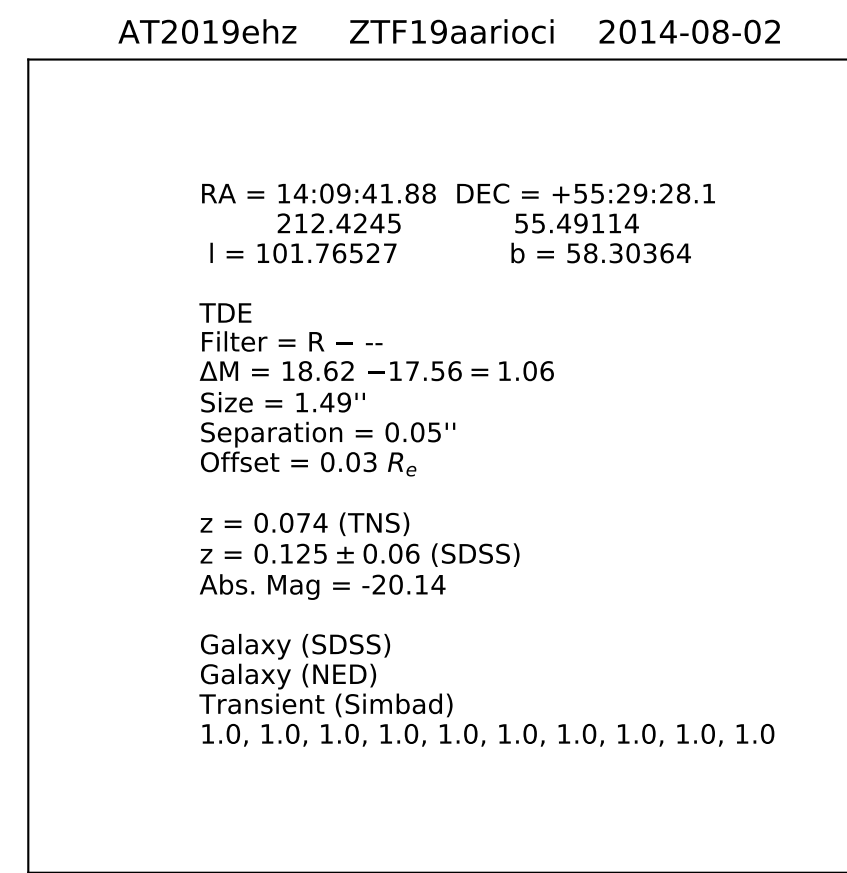 AT2019ehz ZTF19aarioci 2014-08-02
RA = 14:09:41.88 DEC = +55:29:28.1
212.4245 55.49114
l = 101.76527 b = 58.30364
TDE
Filter = R − --
ΔM = 18.62 −17.56 = 1.06
Size = 1.49''
Separation = 0.05''
Offset = 0.03 Rₑ
z = 0.074 (TNS)
z = 0.125 ± 0.06 (SDSS)
Abs. Mag = -20.14
Galaxy (SDSS)
Galaxy (NED)
Transient (Simbad)
1.0, 1.0, 1.0, 1.0, 1.0, 1.0, 1.0, 1.0, 1.0, 1.0